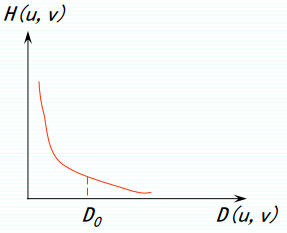 H(u, v)
D₀
D(u, v)